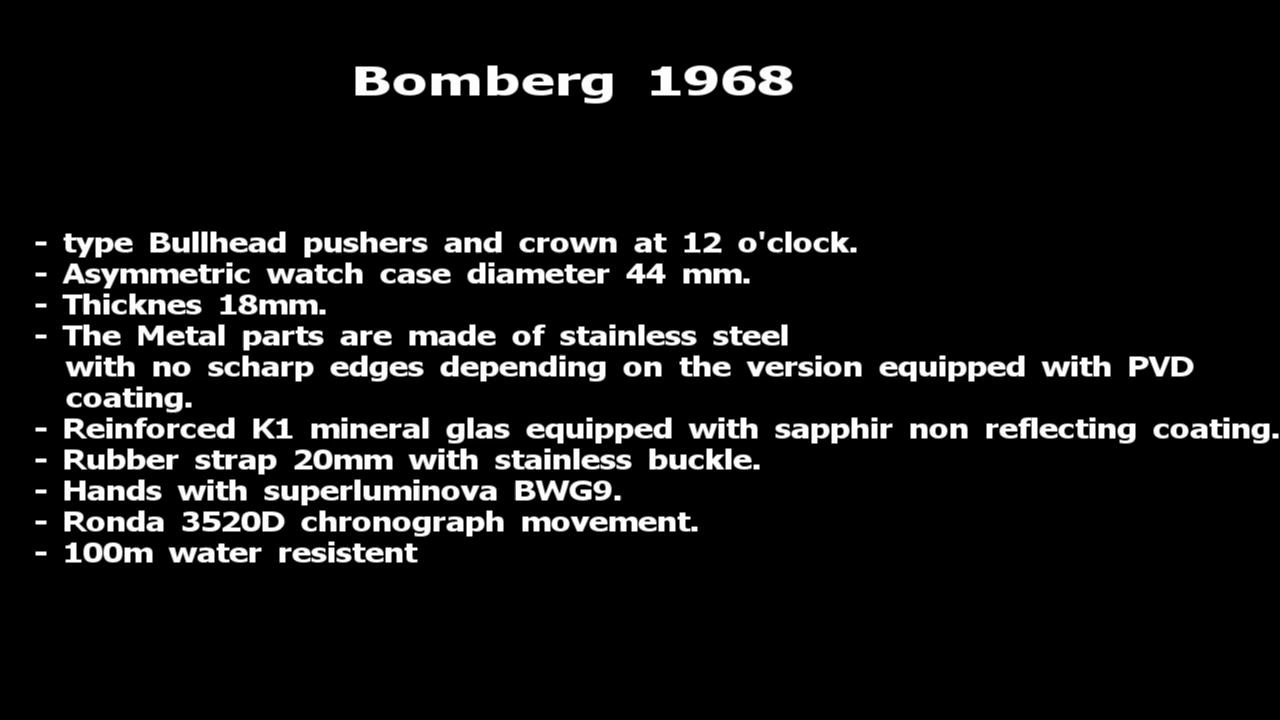 Bomberg 1968
- type Bullhead pushers and crown at 12 o'clock.
- Asymmetric watch case diameter 44 mm.
- Thicknes 18mm.
- The Metal parts are made of stainless steel
with no scharp edges depending on the version equipped with PVD
coating.
- Reinforced K1 mineral glas equipped with sapphir non reflecting coating.
- Rubber strap 20mm with stainless buckle.
- Hands with superluminova BWG9.
- Ronda 3520D chronograph movement.
- 100m water resistent